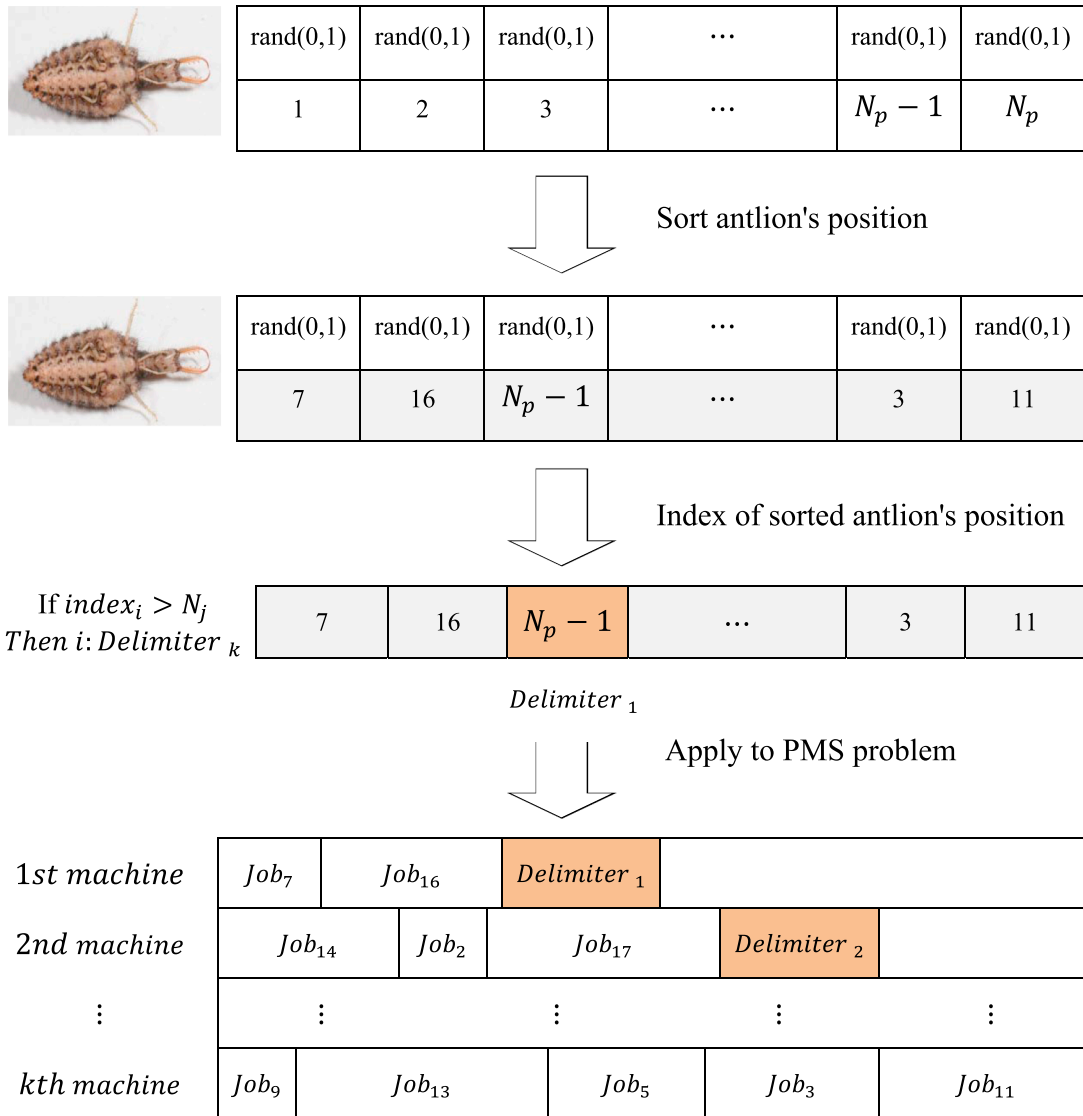 rand(0,1) rand(0,1) rand(0,1) ⋯ rand(0,1) rand(0,1)
1 2 3 ⋯ N_p − 1 N_p
Sort antlion's position
rand(0,1) rand(0,1) rand(0,1) ⋯ rand(0,1) rand(0,1)
7 16 N_p − 1 ⋯ 3 11
Index of sorted antlion's position
If index_i > N_j
Then i: Delimiter_k
7 16 N_p − 1 ⋯ 3 11
Delimiter_1
Apply to PMS problem
1st machine Job_7 Job_16 Delimiter_1
2nd machine Job_14 Job_2 Job_17 Delimiter_2
⋮ ⋮ ⋮ ⋮ ⋮
kth machine Job_9 Job_13 Job_5 Job_3 Job_11